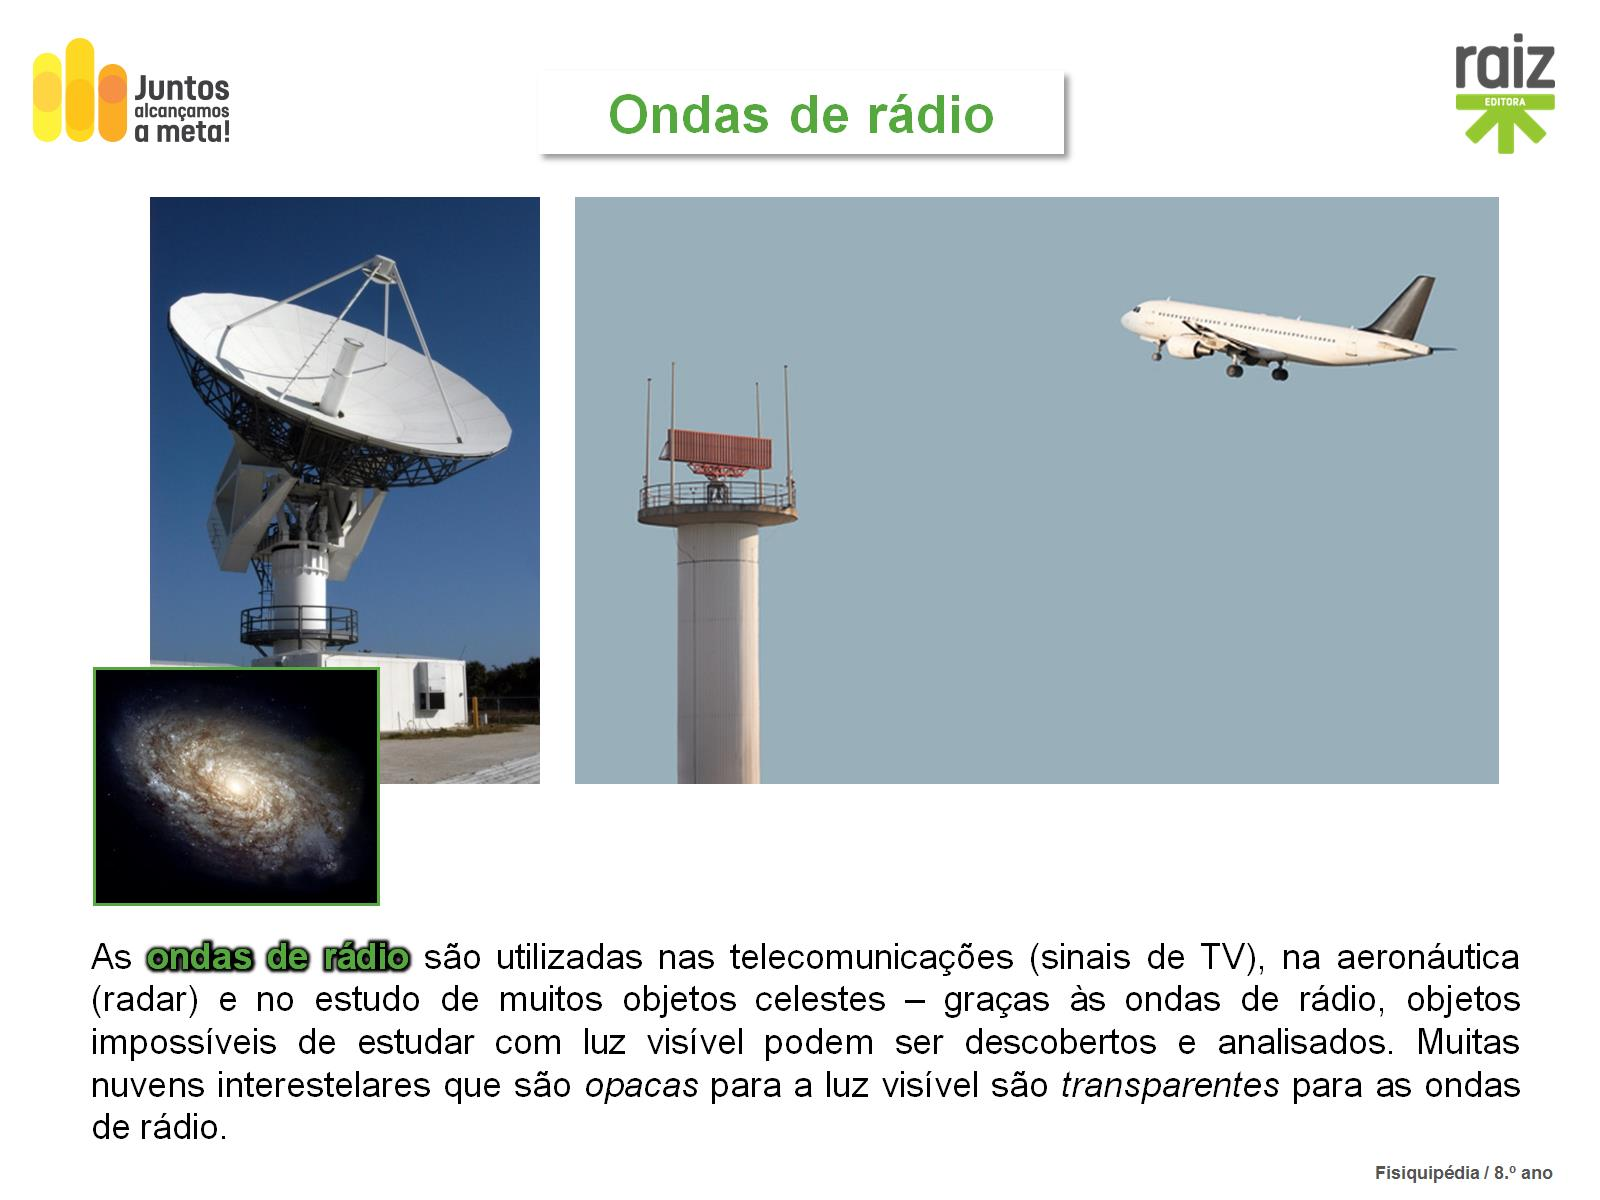 Juntos
alcançamos
a meta!
Ondas de rádio
raiz
EDITORA
As ondas de rádio são utilizadas nas telecomunicações (sinais de TV), na aeronáutica
(radar) e no estudo de muitos objetos celestes – graças às ondas de rádio, objetos
impossíveis de estudar com luz visível podem ser descobertos e analisados. Muitas
nuvens interestelares que são opacas para a luz visível são transparentes para as ondas
de rádio.
Fisiquipédia / 8.º ano